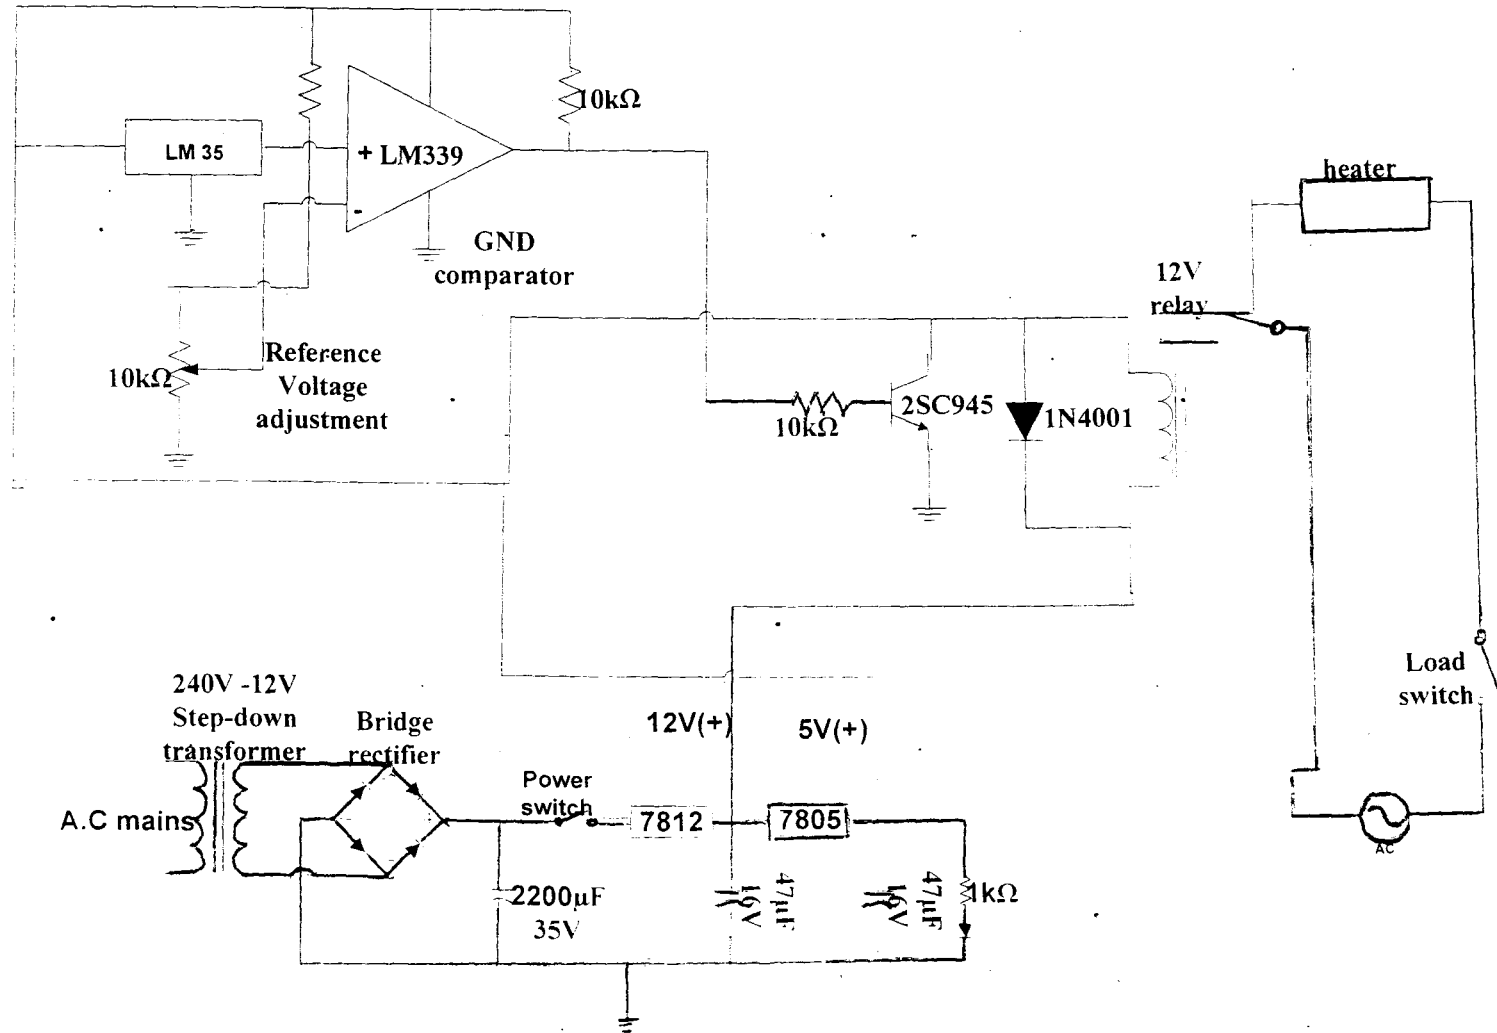 10kΩ
LM 35
+ LM339
-
GND
comparator
heater
12V
relay
Reference
Voltage
adjustment
10kΩ
2SC945
10kΩ
1N4001
Load
switch
240V -12V
Step-down
transformer
Bridge
rectifier
12V(+)
5V(+)
Power
switch
A.C mains
7812
7805
AC
2200µF
35V
47µF
16V
47µF
16V
1kΩ